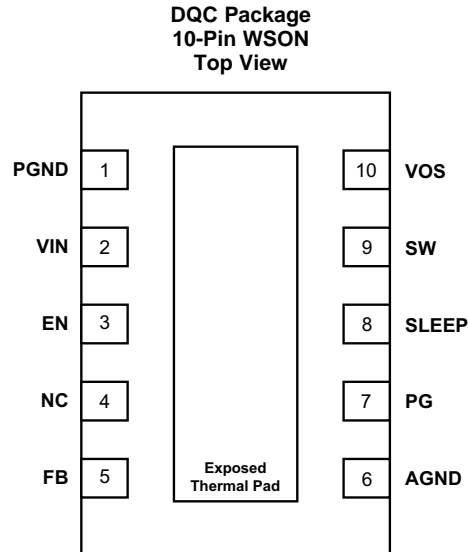 DQC Package
10-Pin WSON
Top View
PGND 1 10 VOS
VIN 2 9 SW
EN 3 8 SLEEP
NC 4 7 PG
FB 5 6 AGND
Exposed
Thermal Pad